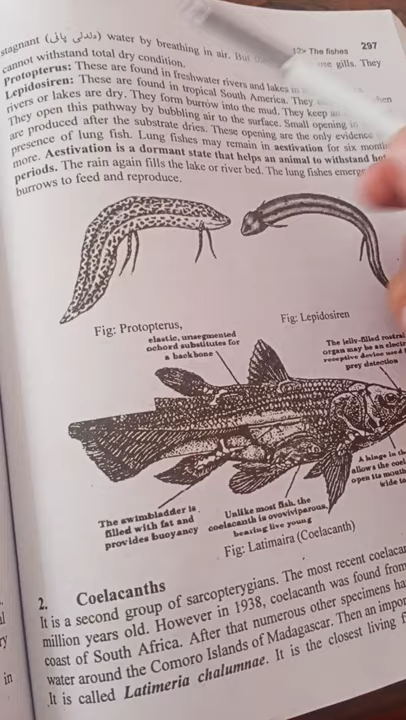 12> The fishes 297
stagnant (دلدلی پانی) water by breathing in air. But use gills. They
cannot withstand total dry condition.
Protopterus: These are found in freshwater rivers and lakes in
Lepidosiren: These are found in tropical South America. They when
rivers or lakes are dry. They form burrow into the mud. They keep an
They open this pathway by bubbling air to the surface. Small opening in
are produced after the substrate dries. These opening are the only evidence
presence of lung fish. Lung fishes may remain in aestivation for six months
more. Aestivation is a dormant state that helps an animal to withstand hot
periods. The rain again fills the lake or river bed. The lung fishes emerge
burrows to feed and reproduce.
Fig: Protopterus,
Fig: Lepidosiren
elastic, unsegmented
ochord substitutes for
a backbone
The jelly-filled rostral
organ may be an elect
receptive device used
prey detection
A hinge in th
allows the coel
open its mouth
wide to
The swimbladder is
filled with fat and
provides buoyancy
Unlike most fish, the
coelacanth is ovoviviparous,
bearing live young
Fig: Latimaira (Coelacanth)
2. Coelacanths
It is a second group of sarcopterygians. The most recent coelacan
million years old. However in 1938, coelacanth was found from
coast of South Africa. After that numerous other specimens ha
water around the Comoro Islands of Madagascar. Then an impor
It is called Latimeria chalumnae. It is the closest living f